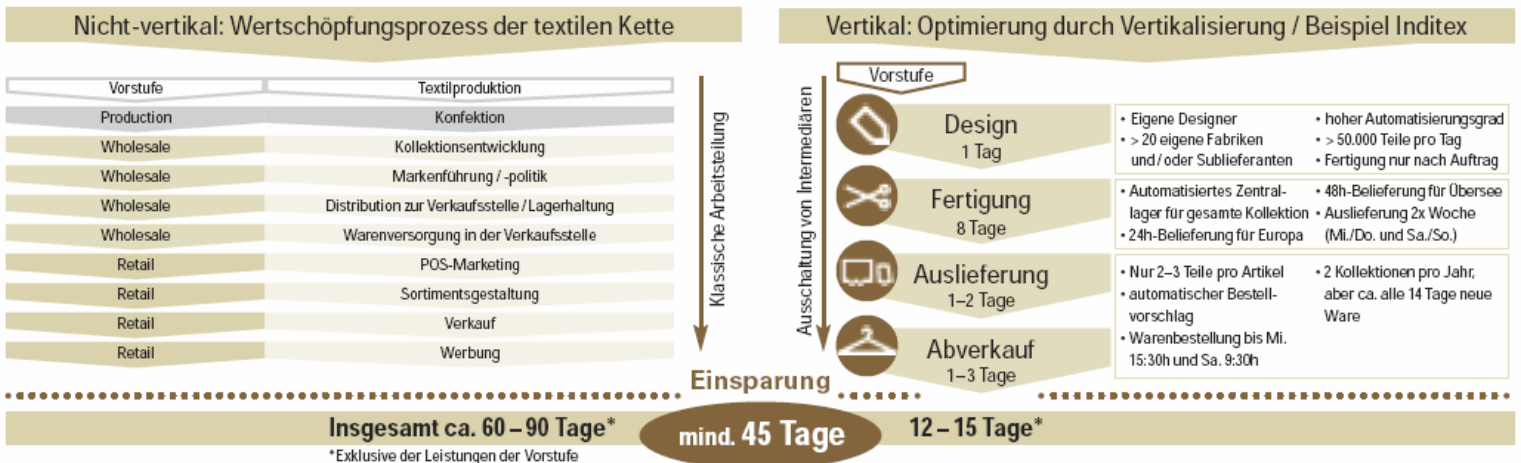 Nicht-vertikal: Wertschöpfungsprozess der textilen Kette
Vorstufe Textilproduktion
Production Konfektion
Wholesale Kollektionsentwicklung
Wholesale Markenführung / -politik
Wholesale Distribution zur Verkaufsstelle / Lagerhaltung
Wholesale Warenversorgung in der Verkaufsstelle
Retail POS-Marketing
Retail Sortimentsgestaltung
Retail Verkauf
Retail Werbung
Klassische Arbeitsteilung
Vertikal: Optimierung durch Vertikalisierung / Beispiel Inditex
Ausschaltung von Intermediären
Vorstufe
Design
1 Tag
• Eigene Designer
• > 20 eigene Fabriken
und / oder Sublieferanten
• hoher Automatisierungsgrad
• > 50.000 Teile pro Tag
• Fertigung nur nach Auftrag
Fertigung
8 Tage
• Automatisiertes Zentral-
lager für gesamte Kollektion
• 24h-Belieferung für Europa
• 48h-Belieferung für Übersee
• Auslieferung 2x Woche
(Mi./Do. und Sa./So.)
Auslieferung
1–2 Tage
• Nur 2–3 Teile pro Artikel
• automatischer Bestell-
vorschlag
• Warenbestellung bis Mi.
15:30h und Sa. 9:30h
• 2 Kollektionen pro Jahr,
aber ca. alle 14 Tage neue
Ware
Abverkauf
1–3 Tage
Einsparung
Insgesamt ca. 60 – 90 Tage*
mind. 45 Tage
12 – 15 Tage*
*Exklusive der Leistungen der Vorstufe